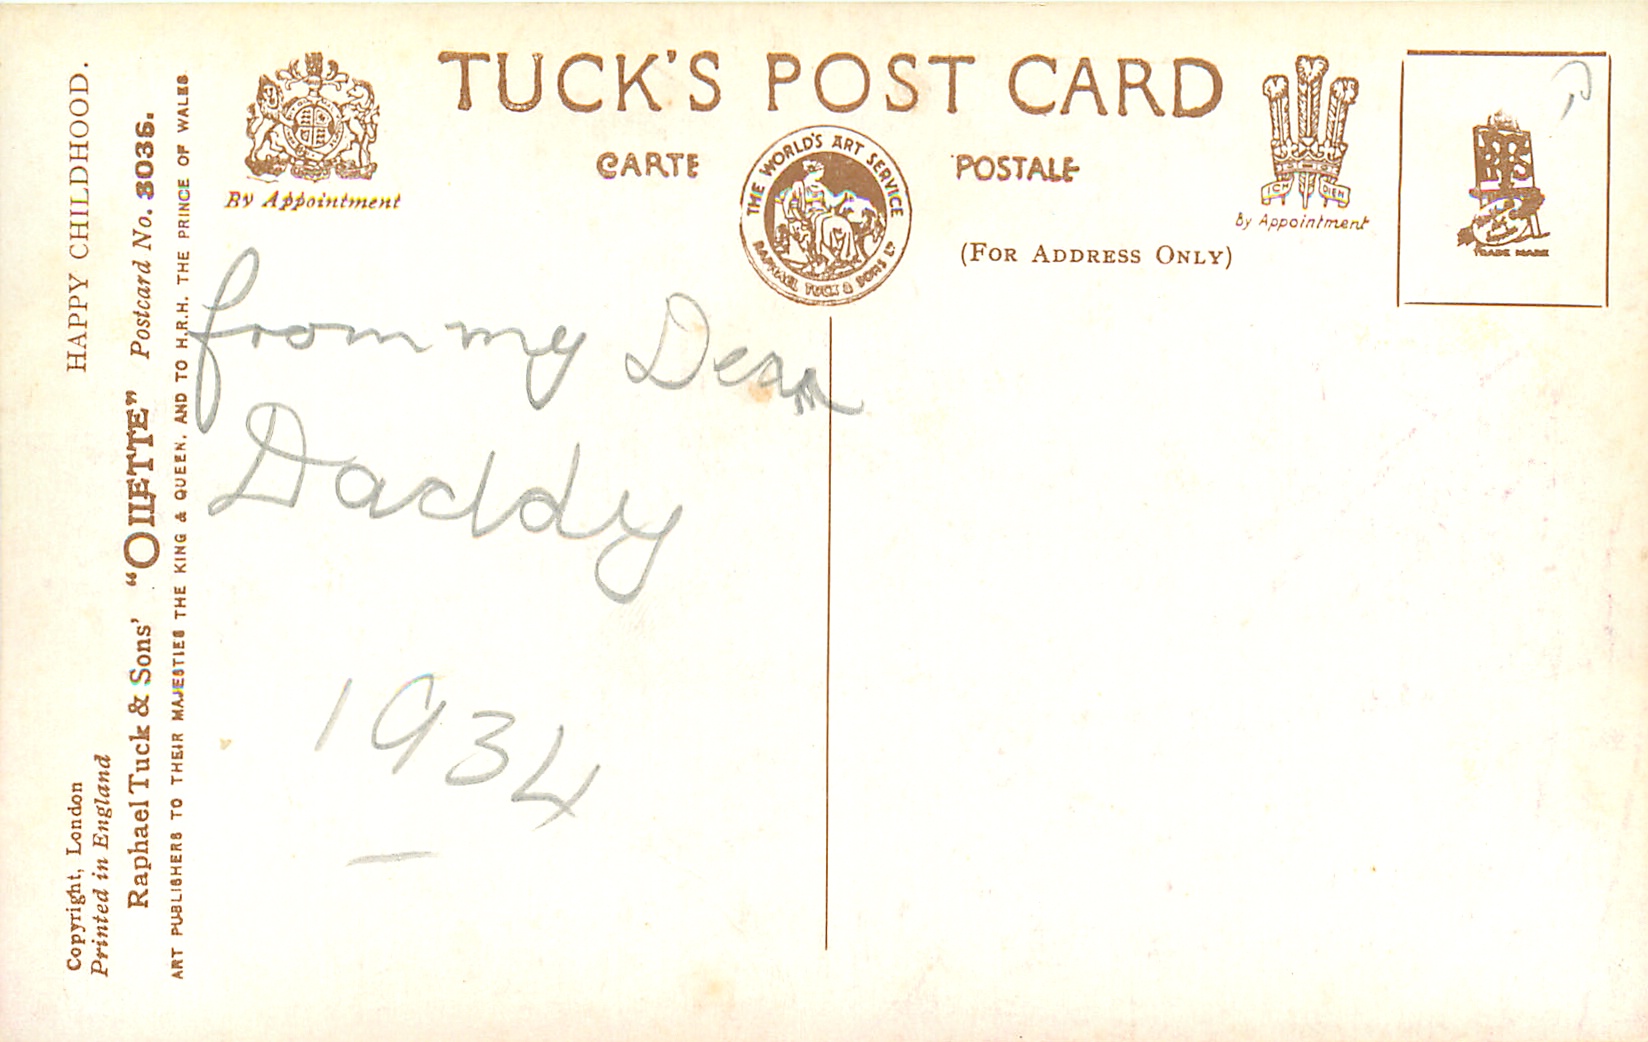 TUCK'S POST CARD
CARTE POSTALE
By Appointment
THE WORLD'S ART SERVICE
RAPHAEL TUCK & SONS LD
ICH DIEN
By Appointment
(FOR ADDRESS ONLY)
TRADE MARK
HAPPY CHILDHOOD.
Copyright, London
Printed in England
Raphael Tuck & Sons' "OILETTE" Postcard No. 3036.
ART PUBLISHERS TO THEIR MAJESTIES THE KING & QUEEN, AND TO H.R.H. THE PRINCE OF WALES
from my Dear
Daddy
1934